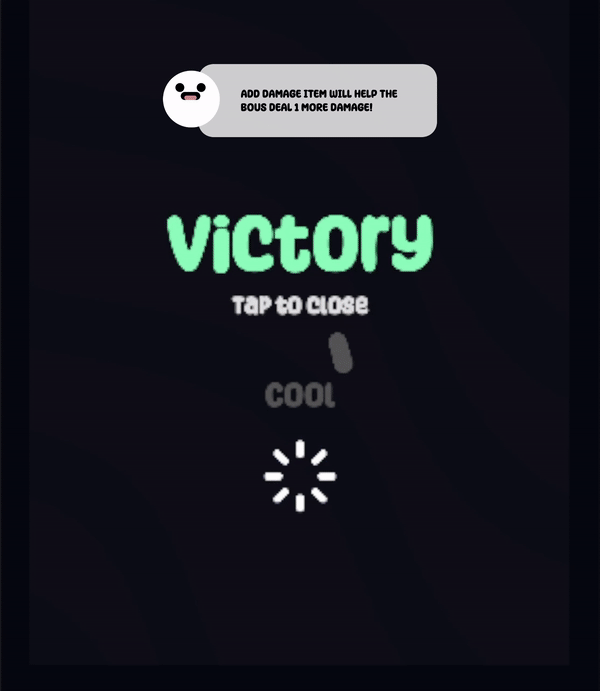 ADD DAMAGE ITEM WILL HELP THE
BOUS DEAL 1 MORE DAMAGE!
Victory
TAP to CLOSE
COOL